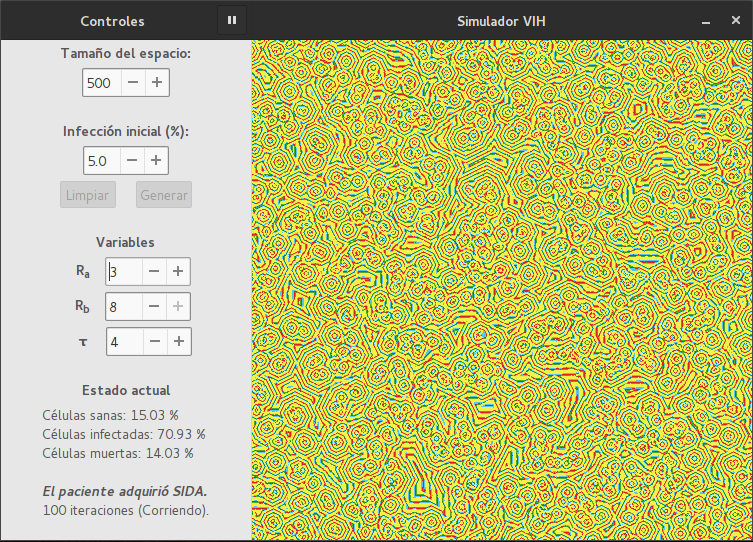 Controles
Simulador VIH
Tamaño del espacio:
500
Infección inicial (%):
5.0
Limpiar Generar
Variables
Ra 3
Rb 8
τ 4
Estado actual
Células sanas: 15.03 %
Células infectadas: 70.93 %
Células muertas: 14.03 %
El paciente adquirió SIDA.
100 iteraciones (Corriendo).